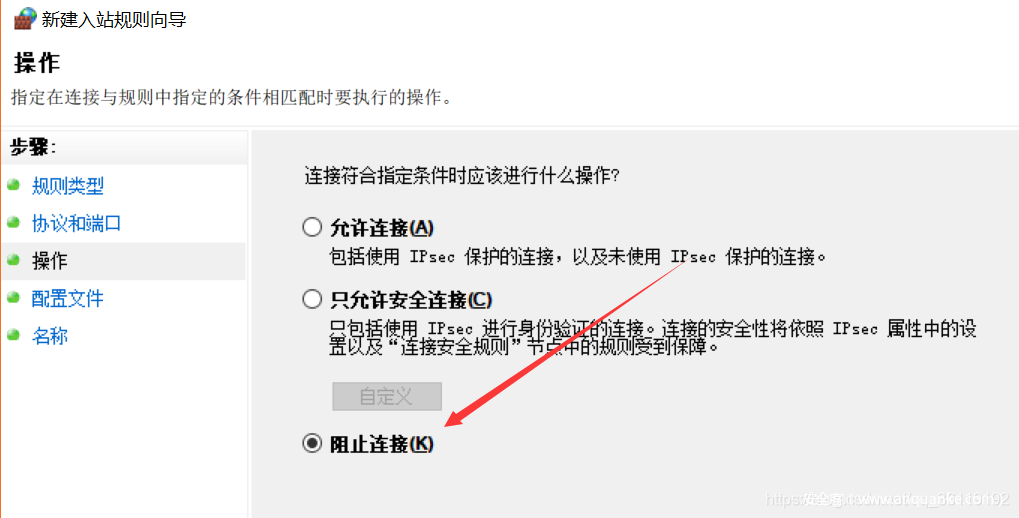 新建入站规则向导
操作
指定在连接与规则中指定的条件相匹配时要执行的操作。
步骤:
规则类型
协议和端口
操作
配置文件
名称
连接符合指定条件时应该进行什么操作?
允许连接(A)
包括使用 IPsec 保护的连接，以及未使用 IPsec 保护的连接。
只允许安全连接(C)
只包括使用 IPsec 进行身份验证的连接。连接的安全性将依照 IPsec 属性中的设
置以及“连接安全规则”节点中的规则受到保障。
自定义
阻止连接(K)